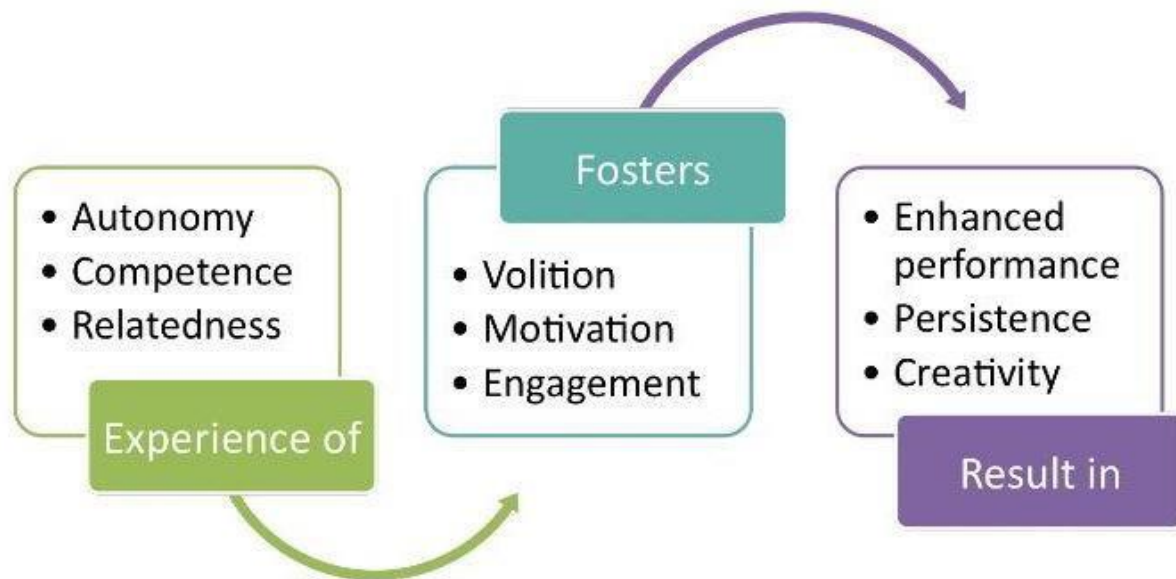 • Autonomy
• Competence
• Relatedness
Experience of
Fosters
• Volition
• Motivation
• Engagement
• Enhanced
performance
• Persistence
• Creativity
Result in